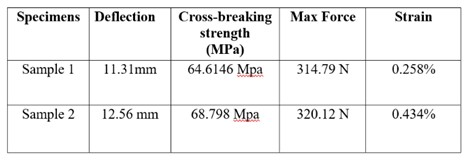 Specimens Deflection Cross-breaking strength (MPa) Max Force Strain
Sample 1 11.31mm 64.6146 Mpa 314.79 N 0.258%
Sample 2 12.56 mm 68.798 Mpa 320.12 N 0.434%